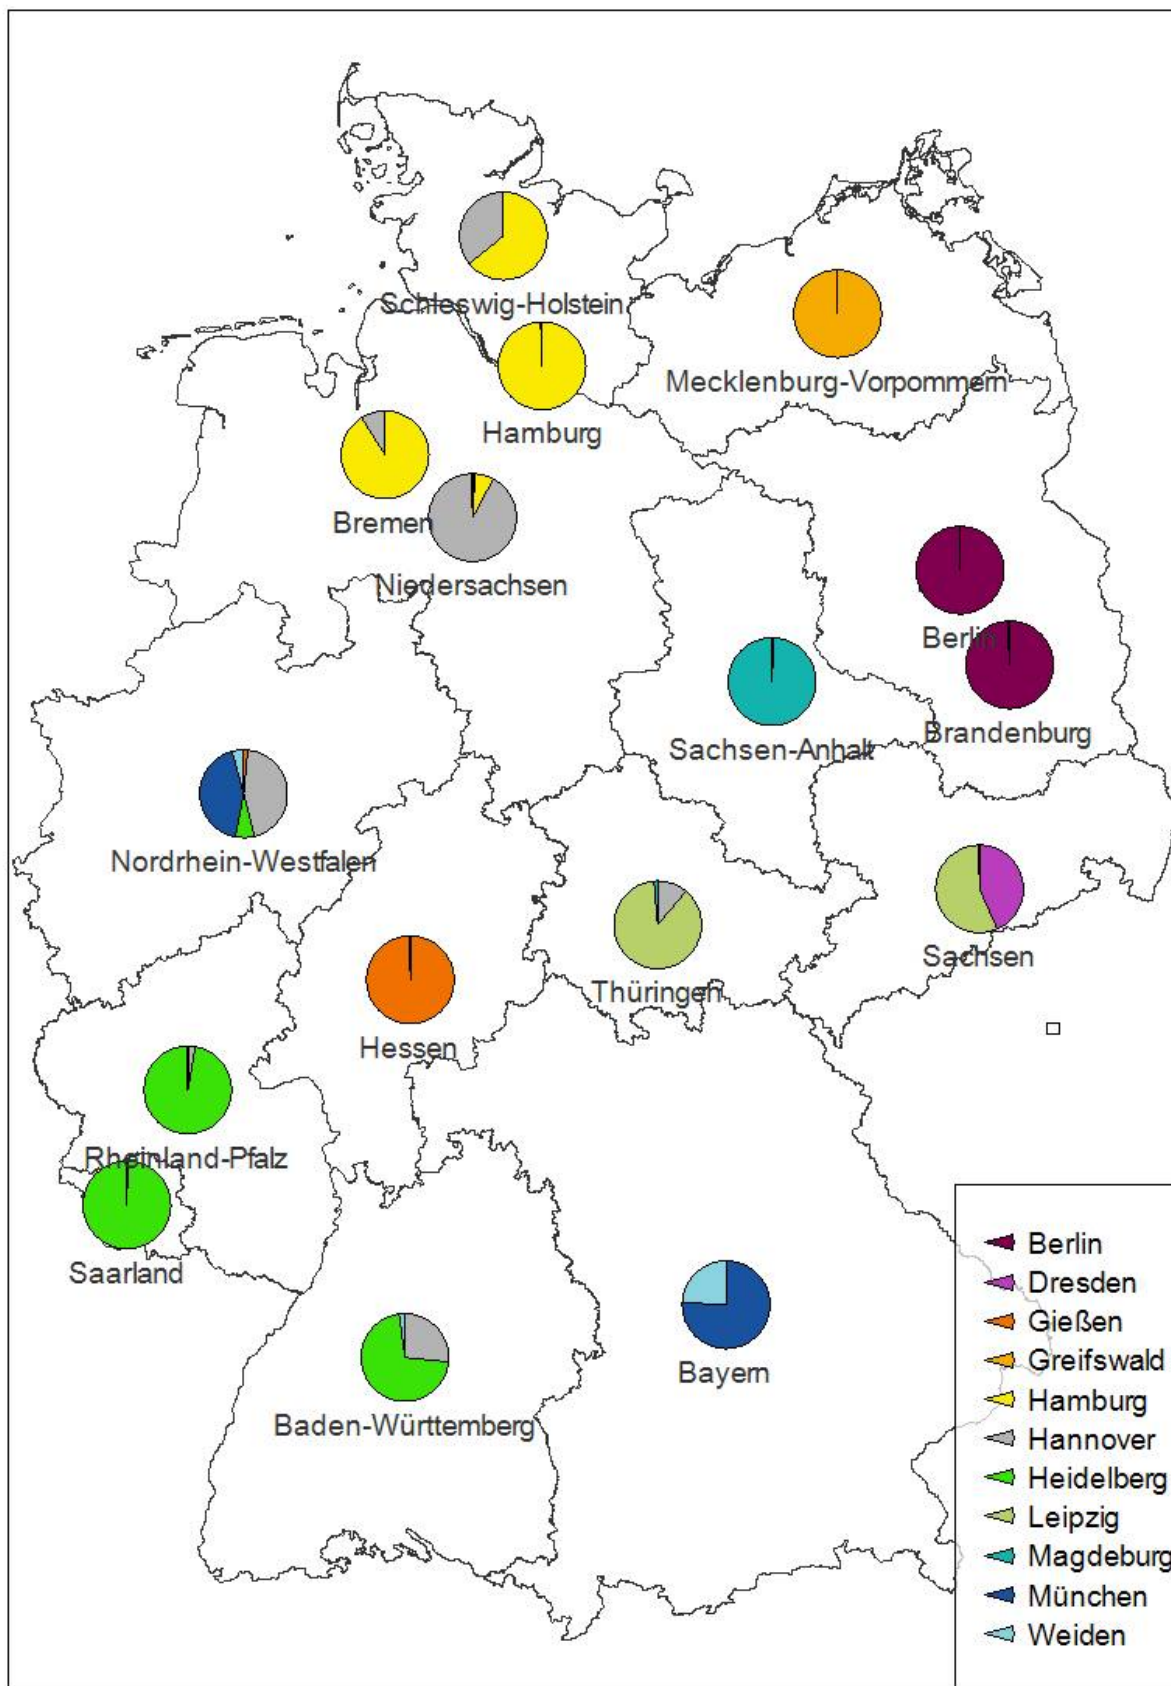 Schleswig-Holstein
Mecklenburg-Vorpommern
Hamburg
Bremen
Niedersachsen
Berlin
Brandenburg
Sachsen-Anhalt
Nordrhein-Westfalen
Sachsen
Thüringen
Hessen
Rheinland-Pfalz
Saarland
Bayern
Baden-Württemberg
Berlin
Dresden
Gießen
Greifswald
Hamburg
Hannover
Heidelberg
Leipzig
Magdeburg
München
Weiden